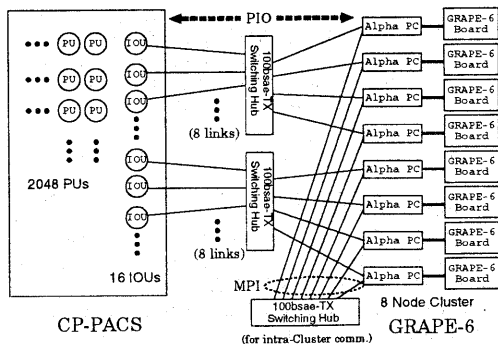 PIO
PU PU IOU
PU PU IOU
PU PU IOU
IOU
IOU
IOU
2048 PUs
16 IOUs
CP-PACS
100bsae-TX
Switching Hub
(8 links)
100bsae-TX
Switching Hub
(8 links)
MPI
100bsae-TX
Switching Hub
(for intra-Cluster comm.)
Alpha PC
GRAPE-6
Board
Alpha PC
GRAPE-6
Board
Alpha PC
GRAPE-6
Board
Alpha PC
GRAPE-6
Board
Alpha PC
GRAPE-6
Board
Alpha PC
GRAPE-6
Board
Alpha PC
GRAPE-6
Board
Alpha PC
GRAPE-6
Board
8 Node Cluster
GRAPE-6